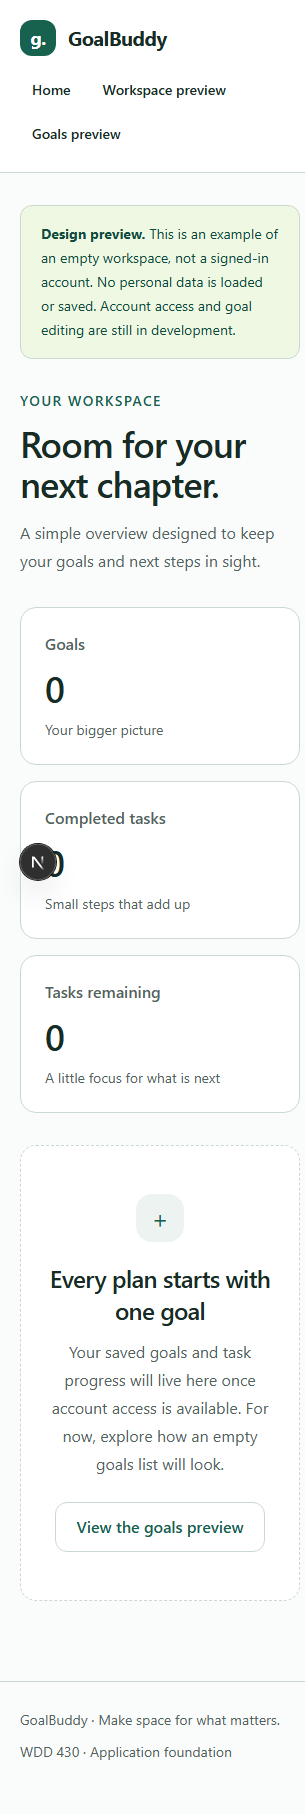 g. GoalBuddy
Home Workspace preview
Goals preview
Design preview. This is an example of
an empty workspace, not a signed-in
account. No personal data is loaded
or saved. Account access and goal
editing are still in development.
YOUR WORKSPACE
Room for your
next chapter.
A simple overview designed to keep
your goals and next steps in sight.
Goals
0
Your bigger picture
Completed tasks
N 0
Small steps that add up
Tasks remaining
0
A little focus for what is next
+
Every plan starts with
one goal
Your saved goals and task
progress will live here once
account access is available. For
now, explore how an empty
goals list will look.
View the goals preview
GoalBuddy · Make space for what matters.
WDD 430 · Application foundation